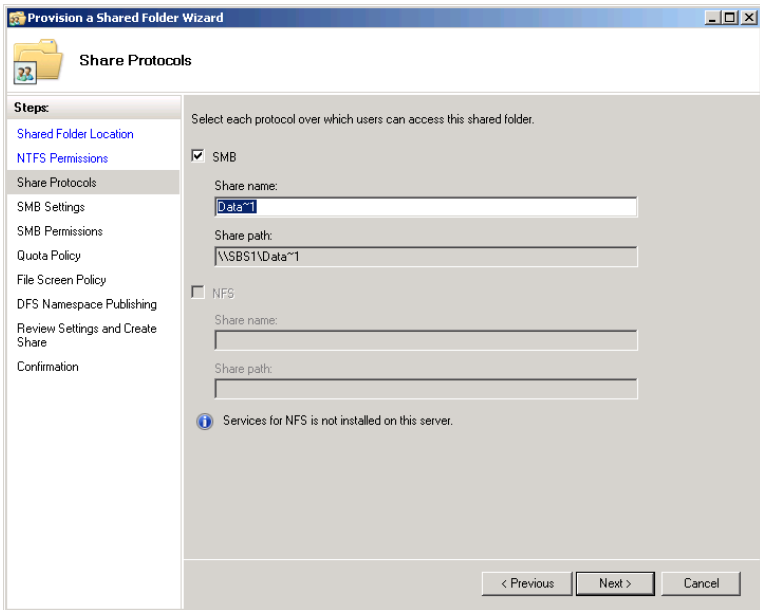 Provision a Shared Folder Wizard
Share Protocols
Steps:
Shared Folder Location
NTFS Permissions
Share Protocols
SMB Settings
SMB Permissions
Quota Policy
File Screen Policy
DFS Namespace Publishing
Review Settings and Create
Share
Confirmation
Select each protocol over which users can access this shared folder.
SMB
Share name:
Data~1
Share path:
\\SBS1\Data~1
NFS
Share name:
Share path:
Services for NFS is not installed on this server.
< Previous
Next >
Cancel